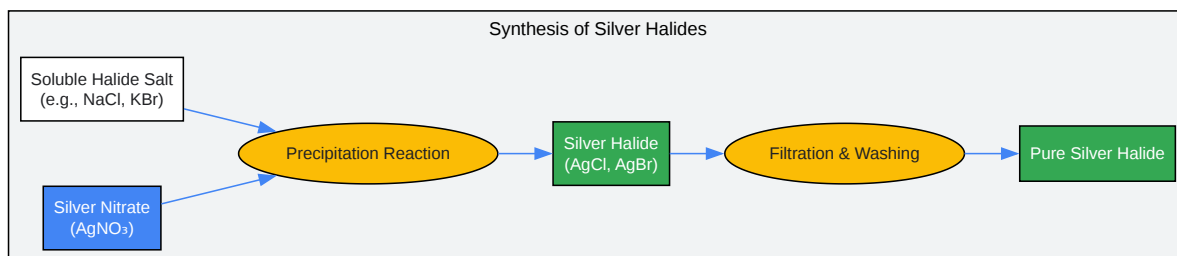 Synthesis of Silver Halides
Soluble Halide Salt
(e.g., NaCl, KBr)
Silver Nitrate
(AgNO₃)
Precipitation Reaction
Silver Halide
(AgCl, AgBr)
Filtration & Washing
Pure Silver Halide